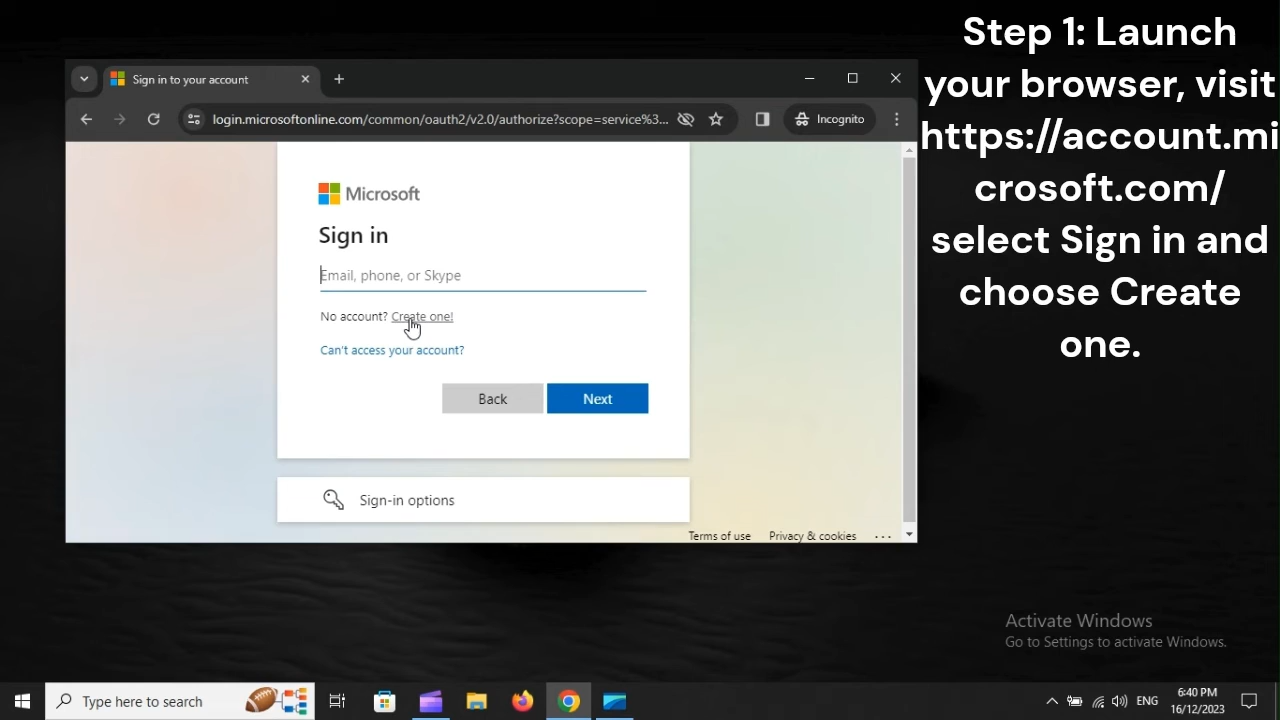 Step 1: Launch
your browser, visit
https://account.mi
crosoft.com/
select Sign in and
choose Create
one.
Sign in to your account
login.microsoftonline.com/common/oauth2/v2.0/authorize?scope=service%3...
Incognito
Microsoft
Sign in
Email, phone, or Skype
No account? Create one!
Can't access your account?
Back
Next
Sign-in options
Terms of use
Privacy & cookies
Activate Windows
Go to Settings to activate Windows.
Type here to search
ENG
6:40 PM
16/12/2023